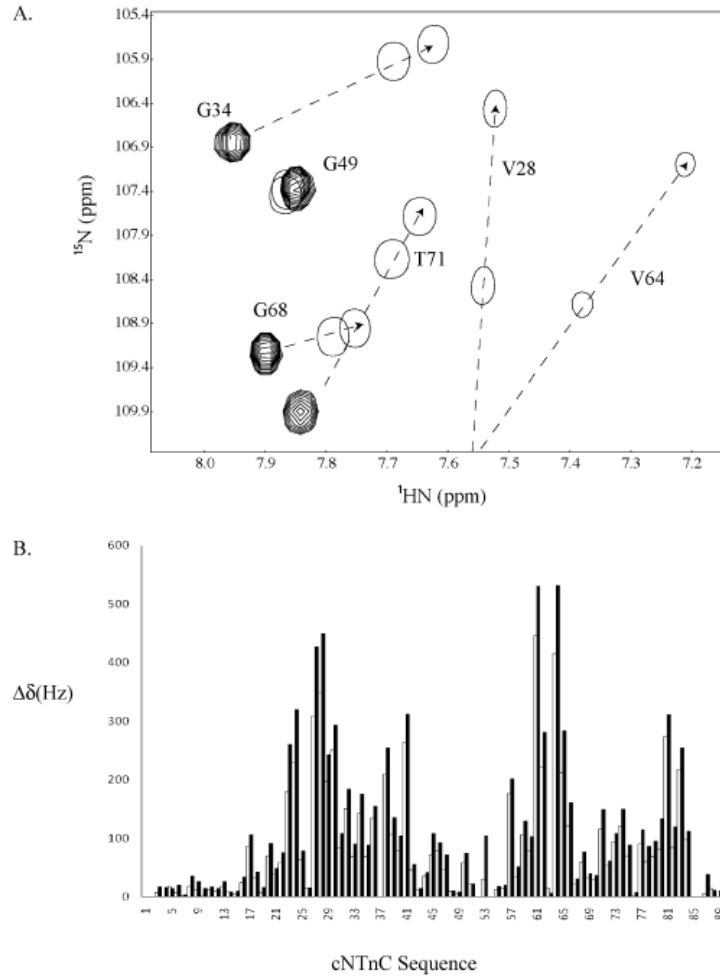 A.
105.4
105.9
106.4
106.9
107.4
107.9
108.4
108.9
109.4
109.9
¹⁵N (ppm)
G34
G49
V28
T71
V64
G68
8.0 7.9 7.8 7.7 7.6 7.5 7.4 7.3 7.2
¹HN (ppm)
B.
600
500
400
300
200
100
0
Δδ(Hz)
1 5 9 13 17 21 25 29 33 37 41 45 49 53 57 61 65 69 73 77 81 85 89
cNTnC Sequence